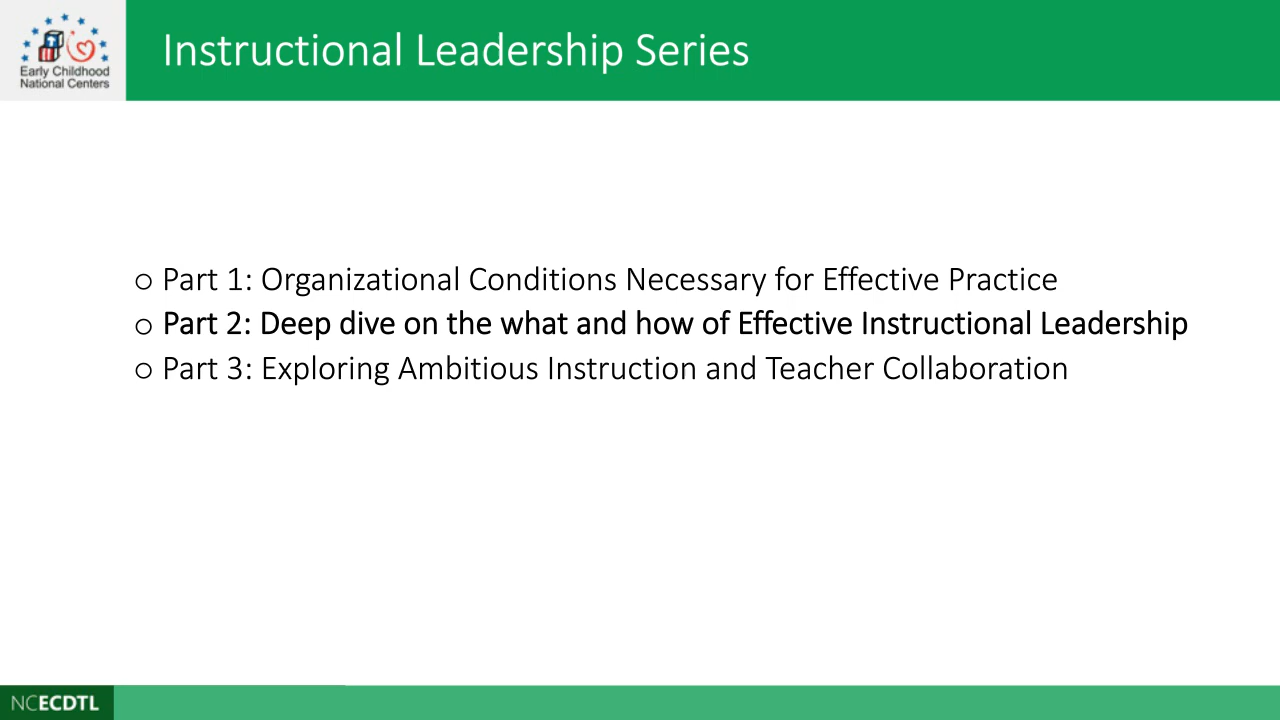 Early Childhood
National Centers
Instructional Leadership Series
○ Part 1: Organizational Conditions Necessary for Effective Practice
○ Part 2: Deep dive on the what and how of Effective Instructional Leadership
○ Part 3: Exploring Ambitious Instruction and Teacher Collaboration
NCECDTL